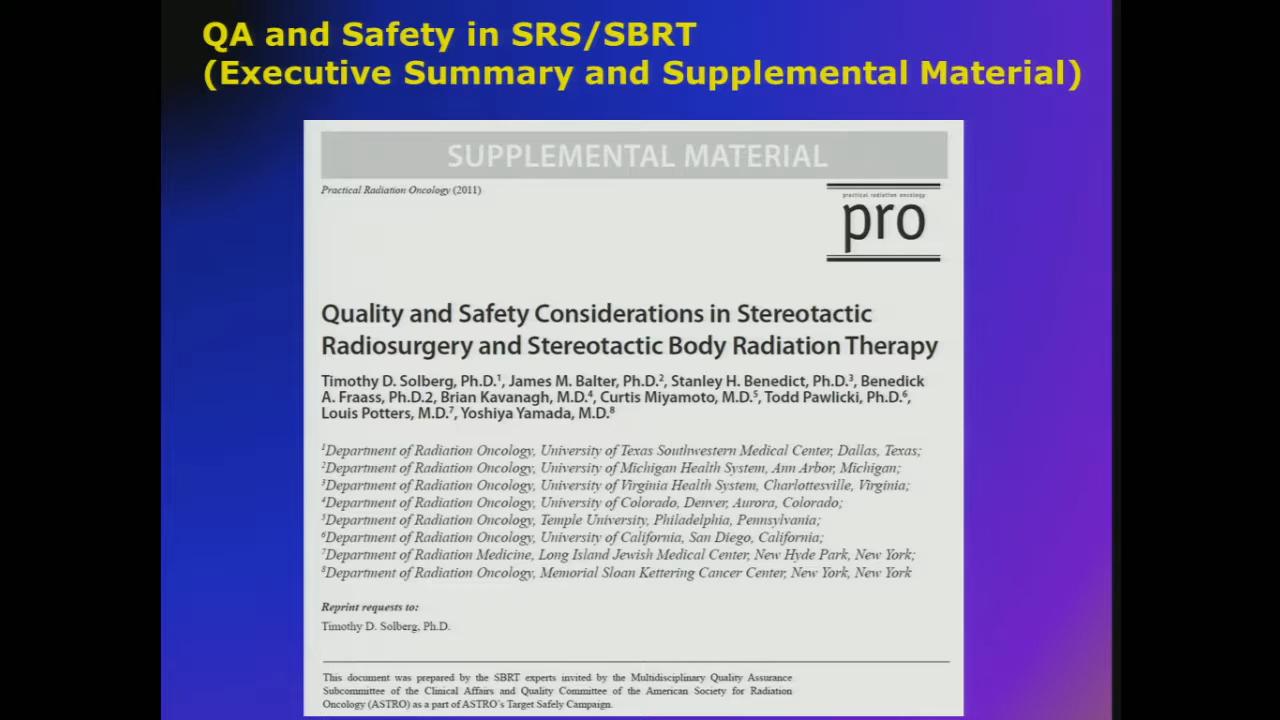 QA and Safety in SRS/SBRT
(Executive Summary and Supplemental Material)
SUPPLEMENTAL MATERIAL
Practical Radiation Oncology (2011)
practical radiation oncology
pro
Quality and Safety Considerations in Stereotactic
Radiosurgery and Stereotactic Body Radiation Therapy
Timothy D. Solberg, Ph.D.¹, James M. Balter, Ph.D.², Stanley H. Benedict, Ph.D.³, Benedick
A. Fraass, Ph.D.2, Brian Kavanagh, M.D.⁴, Curtis Miyamoto, M.D.⁵, Todd Pawlicki, Ph.D.⁶,
Louis Potters, M.D.⁷, Yoshiya Yamada, M.D.⁸
¹Department of Radiation Oncology, University of Texas Southwestern Medical Center, Dallas, Texas;
²Department of Radiation Oncology, University of Michigan Health System, Ann Arbor, Michigan;
³Department of Radiation Oncology, University of Virginia Health System, Charlottesville, Virginia;
⁴Department of Radiation Oncology, University of Colorado, Denver, Aurora, Colorado;
⁵Department of Radiation Oncology, Temple University, Philadelphia, Pennsylvania;
⁶Department of Radiation Oncology, University of California, San Diego, California;
⁷Department of Radiation Medicine, Long Island Jewish Medical Center, New Hyde Park, New York;
⁸Department of Radiation Oncology, Memorial Sloan Kettering Cancer Center, New York, New York
Reprint requests to:
Timothy D. Solberg, Ph.D.
This document was prepared by the SBRT experts invited by the Multidisciplinary Quality Assurance
Subcommittee of the Clinical Affairs and Quality Committee of the American Society for Radiation
Oncology (ASTRO) as a part of ASTRO's Target Safely Campaign.